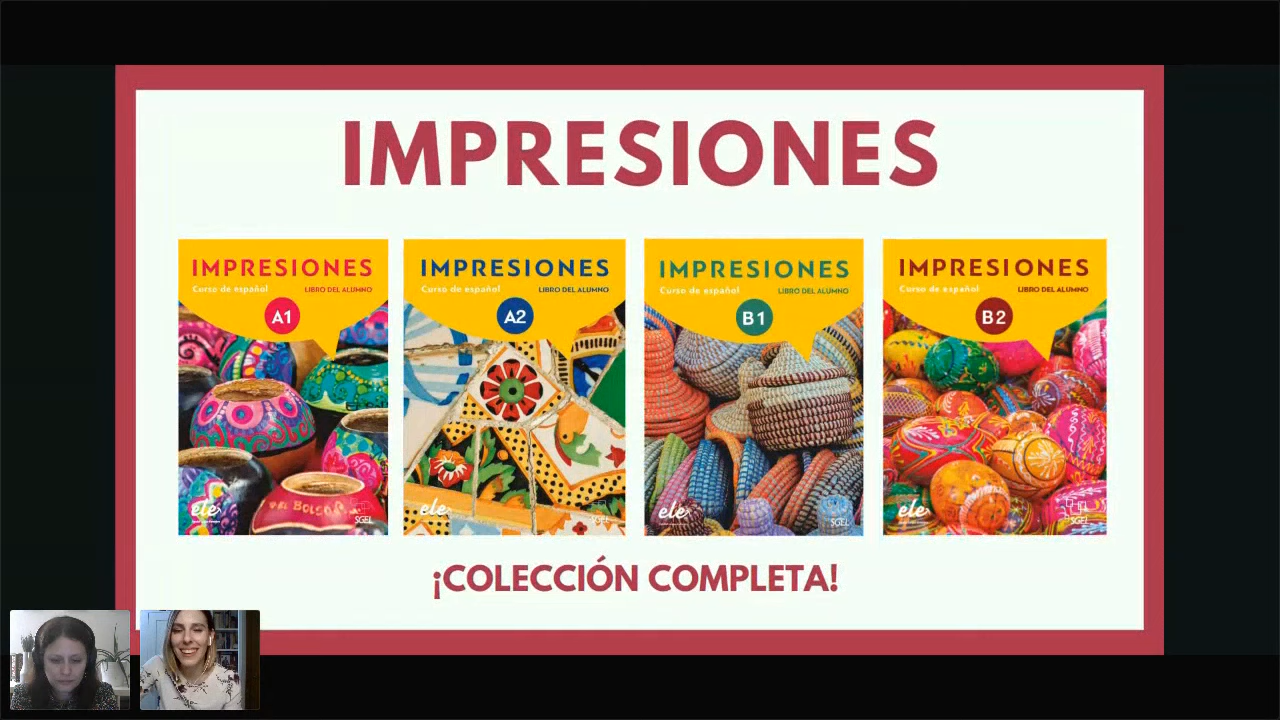 IMPRESIONES
IMPRESIONES
Curso de español
LIBRO DEL ALUMNO
A1
ele
SGEL
IMPRESIONES
Curso de español
LIBRO DEL ALUMNO
A2
ele
SGEL
IMPRESIONES
Curso de español
LIBRO DEL ALUMNO
B1
ele
SGEL
IMPRESIONES
Curso de español
LIBRO DEL ALUMNO
B2
ele
SGEL
¡COLECCIÓN COMPLETA!